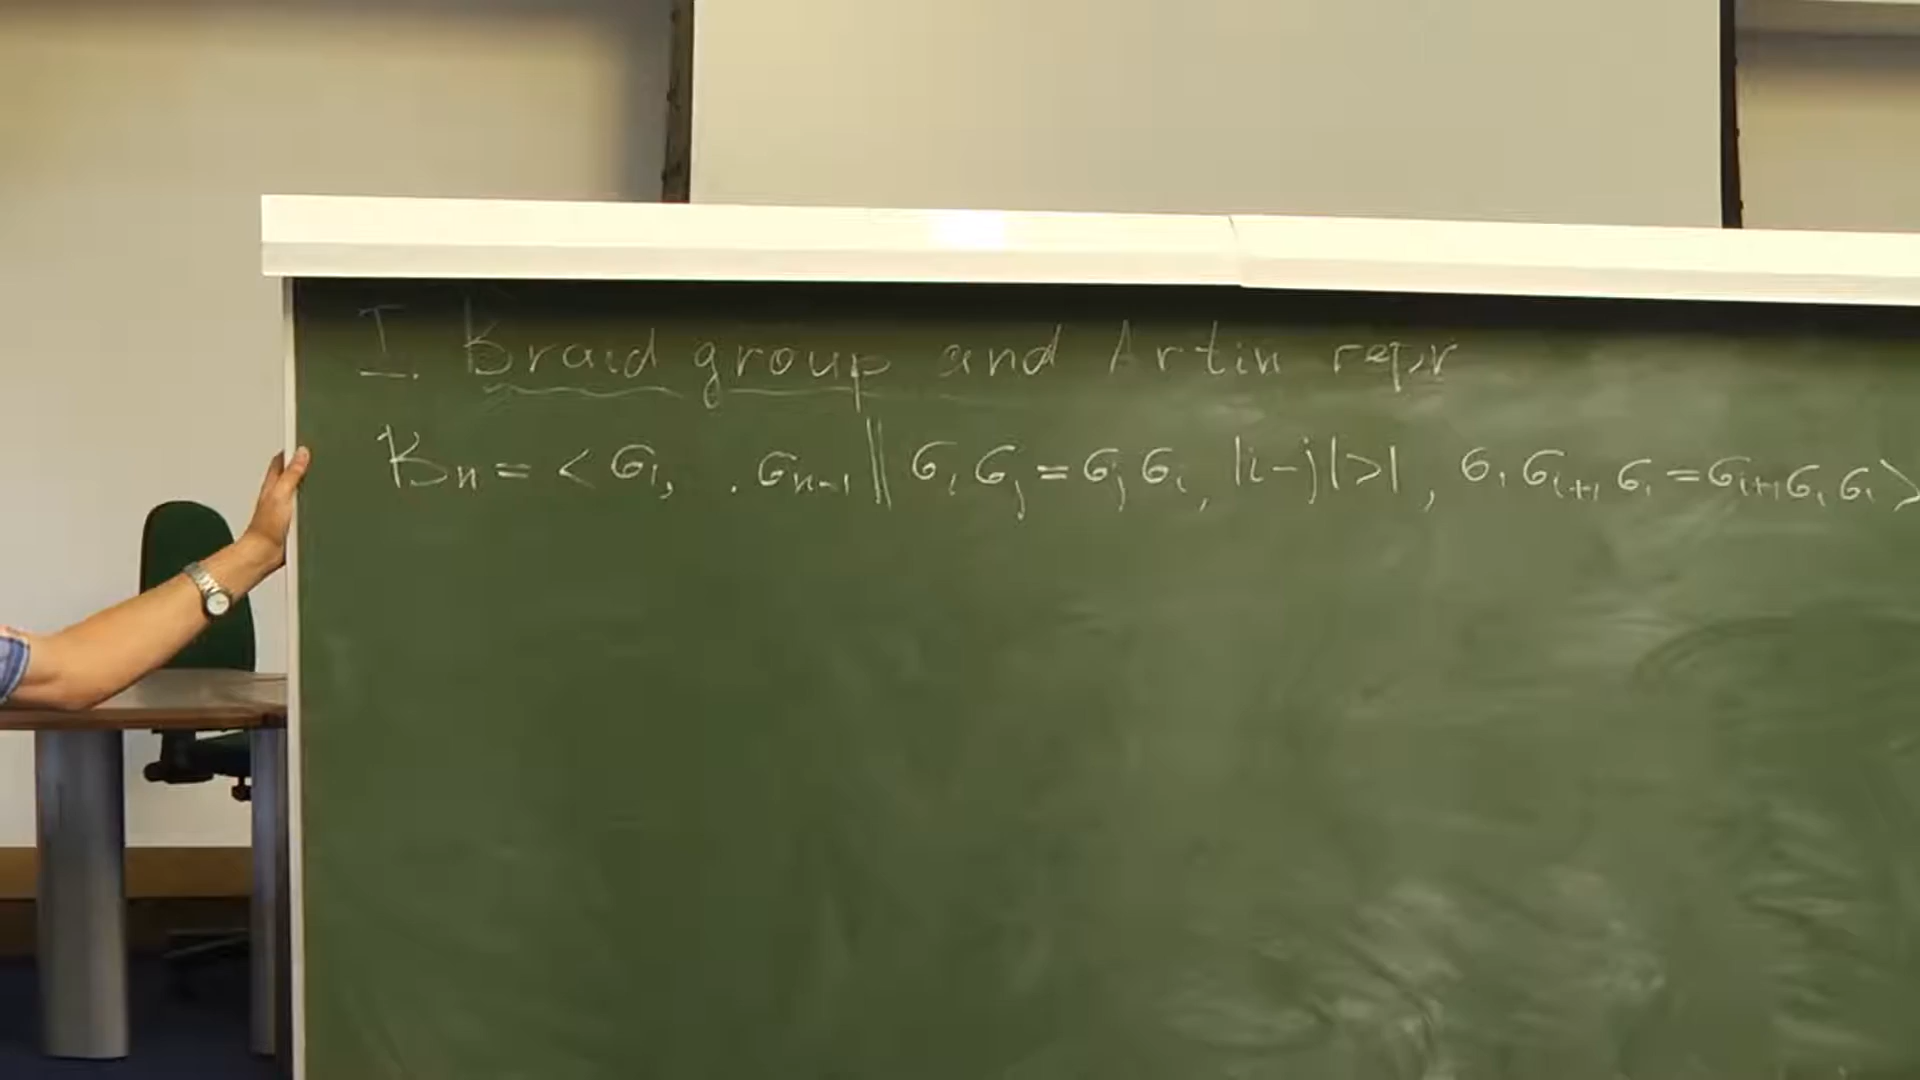 I. Braid group and Artin repr
Bn = < σ1, . σn-1 || σi σj = σj σi, |i-j|>1, σi σi+1 σi = σi+1 σi σi >